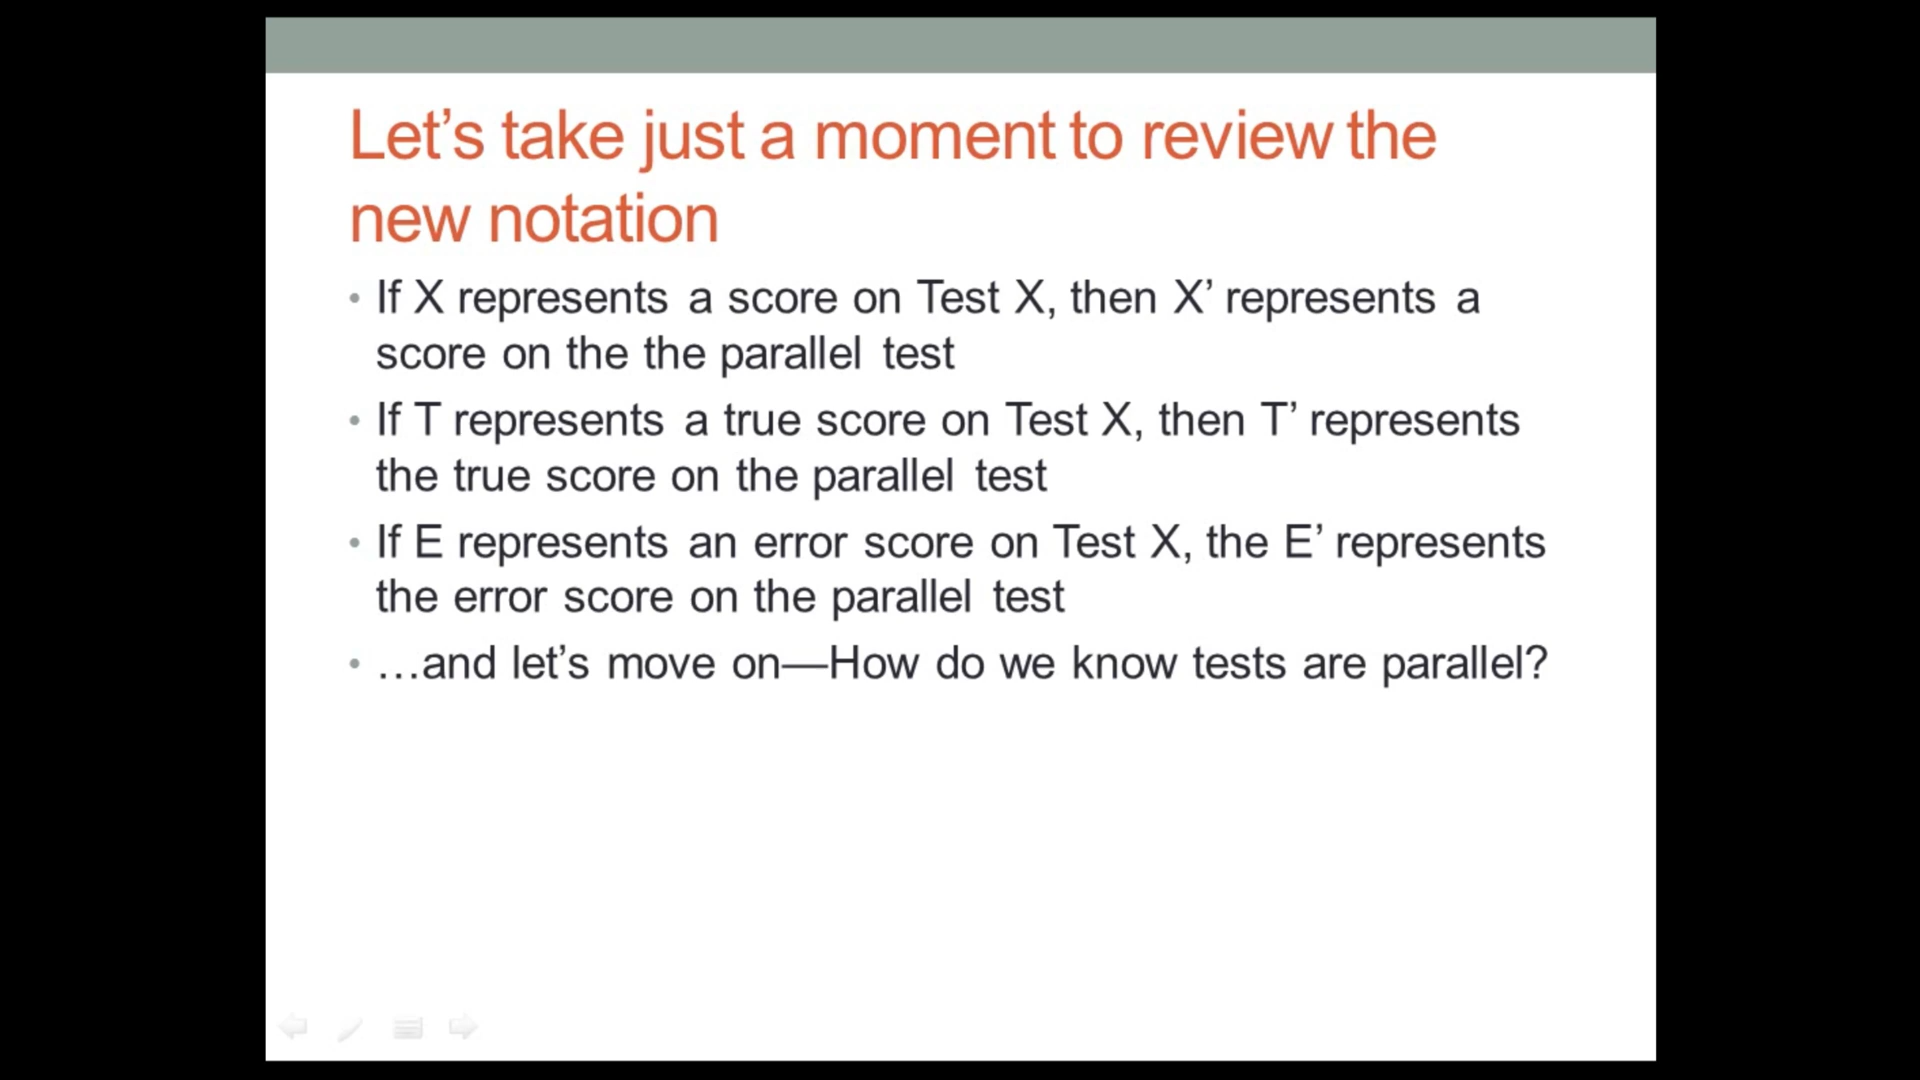 Let’s take just a moment to review the
new notation
• If X represents a score on Test X, then X’ represents a
score on the the parallel test
• If T represents a true score on Test X, then T’ represents
the true score on the parallel test
• If E represents an error score on Test X, the E’ represents
the error score on the parallel test
• …and let’s move on—How do we know tests are parallel?